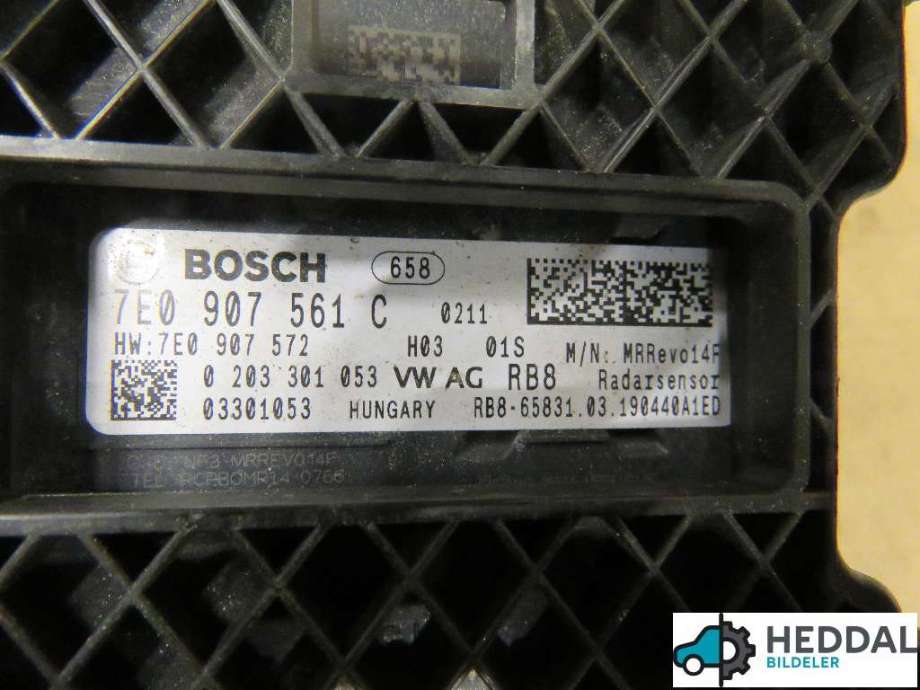 BOSCH 658
7E0 907 561 C 0211
HW:7E0 907 572 H03 01S M/N: MRRevo14F
0 203 301 053 VW AG RB8 Radarsensor
03301053 HUNGARY RB8-65831.03.190440A1ED
MRREVO14F
HEDDAL
BILDELER